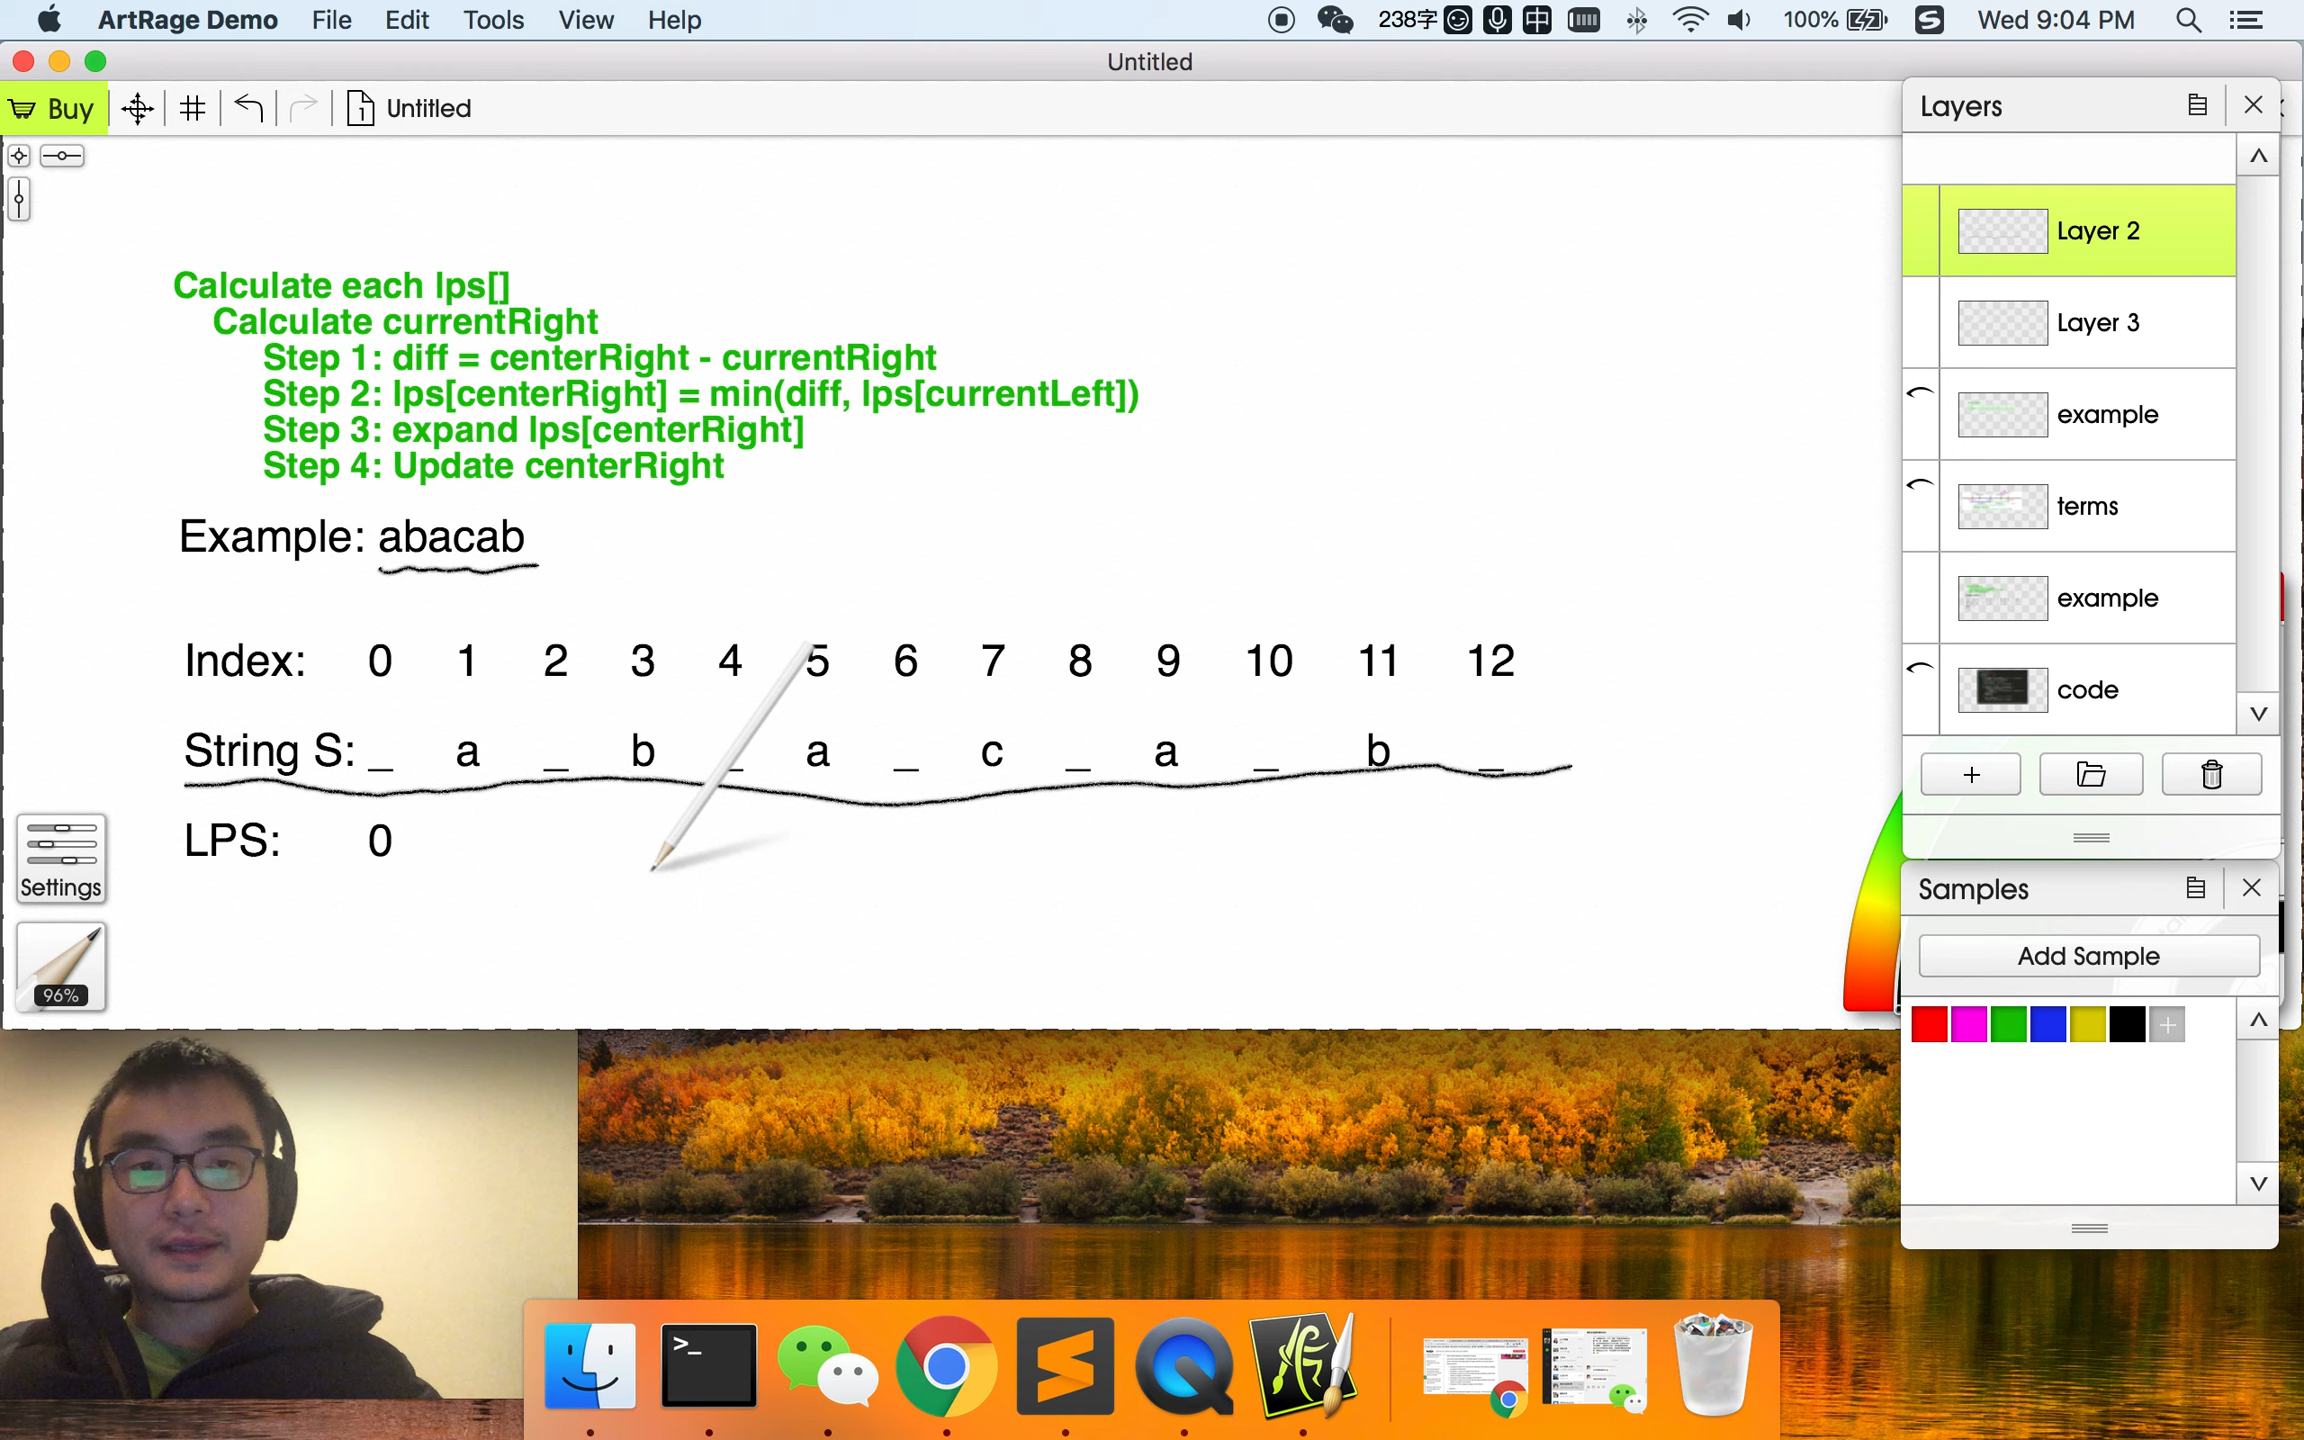 ArtRage Demo File Edit Tools View Help 238字 中 100% Wed 9:04 PM
Untitled
Buy Untitled
Layers
Layer 2
Layer 3
example
terms
example
code
Calculate each lps[]
Calculate currentRight
Step 1: diff = centerRight - currentRight
Step 2: lps[centerRight] = min(diff, lps[currentLeft])
Step 3: expand lps[centerRight]
Step 4: Update centerRight
Example: abacab
Index: 0 1 2 3 4 5 6 7 8 9 10 11 12
String S: _ a _ b _ a _ c _ a _ b _
LPS: 0
Settings
96%
Samples
Add Sample